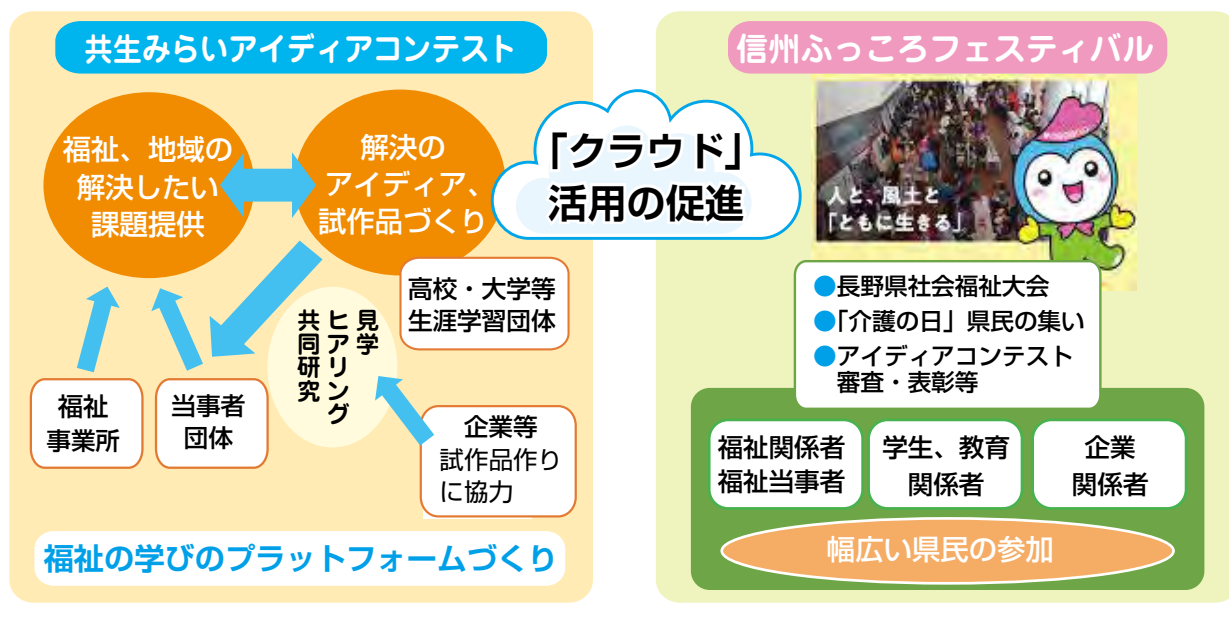 共生みらいアイディアコンテスト
福祉、地域の
解決したい
課題提供
解決の
アイディア、
試作品づくり
高校・大学等
生涯学習団体
見学
ヒアリング
共同研究
福祉
事業所
当事者
団体
企業等
試作品作り
に協力
福祉の学びのプラットフォームづくり
「クラウド」
活用の促進
信州ふっころフェスティバル
人と、風土と
「ともに生きる」
●長野県社会福祉大会
●「介護の日」県民の集い
●アイディアコンテスト
審査・表彰等
福祉関係者
福祉当事者
学生、教育
関係者
企業
関係者
幅広い県民の参加